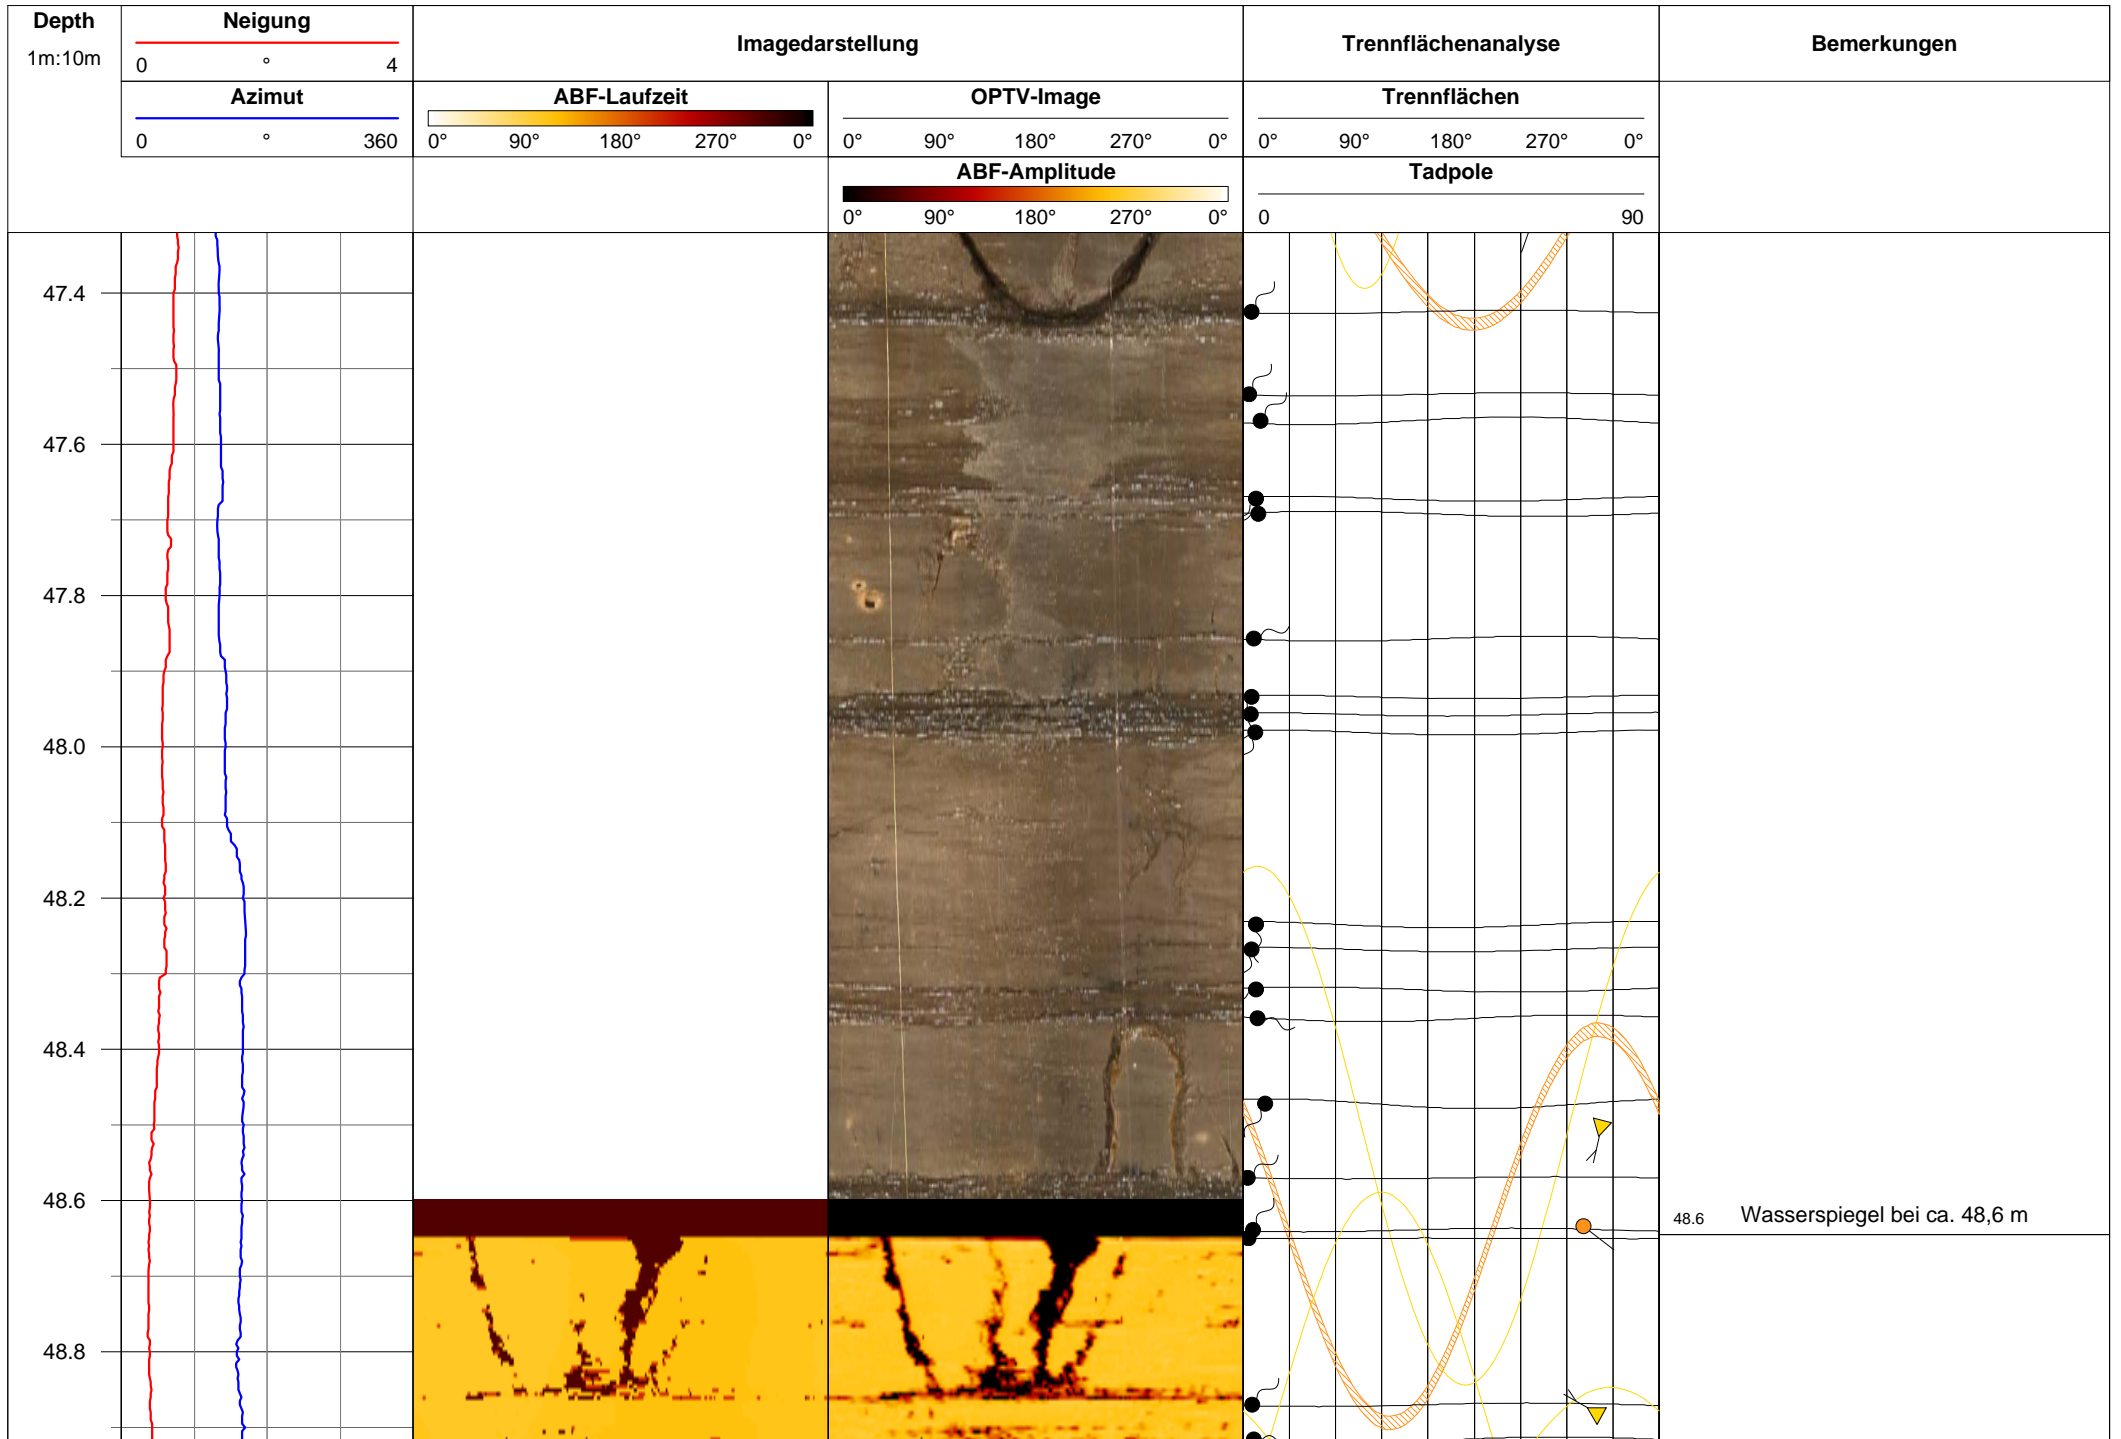 Depth
1m:10m
Neigung
0 ° 4
Azimut
0 ° 360
Imagedarstellung
ABF-Laufzeit
0° 90° 180° 270° 0°
OPTV-Image
0° 90° 180° 270° 0°
ABF-Amplitude
0° 90° 180° 270° 0°
Trennflächenanalyse
Trennflächen
0° 90° 180° 270° 0°
Tadpole
0 90
Bemerkungen
47.4
47.6
47.8
48.0
48.2
48.4
48.6
48.8
48.6 Wasserspiegel bei ca. 48,6 m